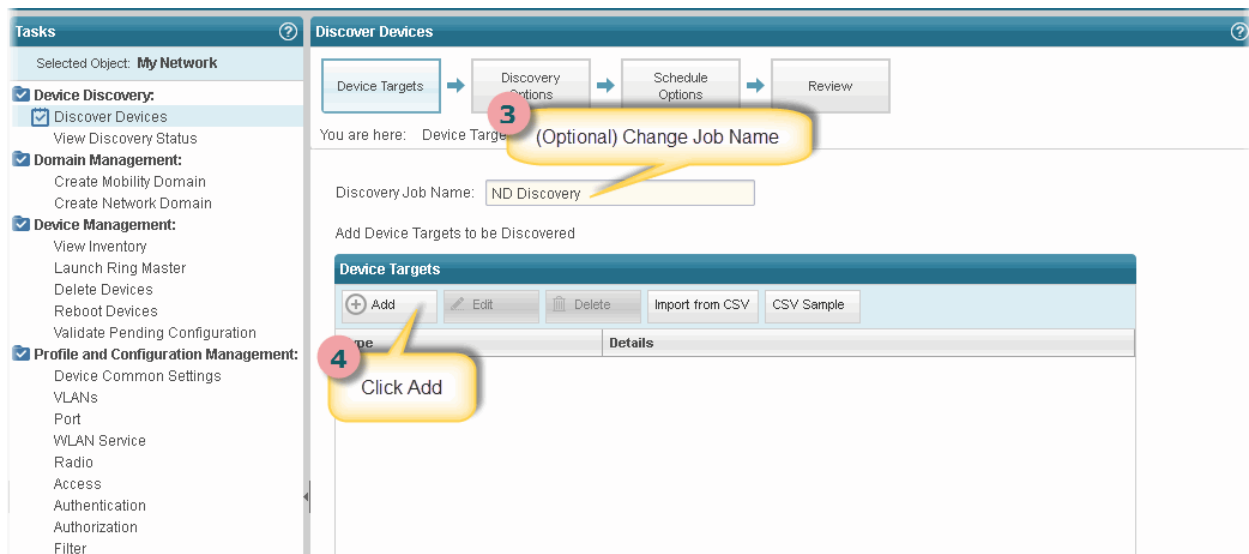 Tasks
Selected Object: My Network
Device Discovery:
Discover Devices
View Discovery Status
Domain Management:
Create Mobility Domain
Create Network Domain
Device Management:
View Inventory
Launch Ring Master
Delete Devices
Reboot Devices
Validate Pending Configuration
Profile and Configuration Management:
Device Common Settings
VLANs
Port
WLAN Service
Radio
Access
Authentication
Authorization
Filter
Discover Devices
Device Targets
Discovery
Options
Schedule
Options
Review
You are here: Device Targe
3
(Optional) Change Job Name
Discovery Job Name: ND Discovery
Add Device Targets to be Discovered
Device Targets
Add Edit Delete Import from CSV CSV Sample
Details
4
Click Add